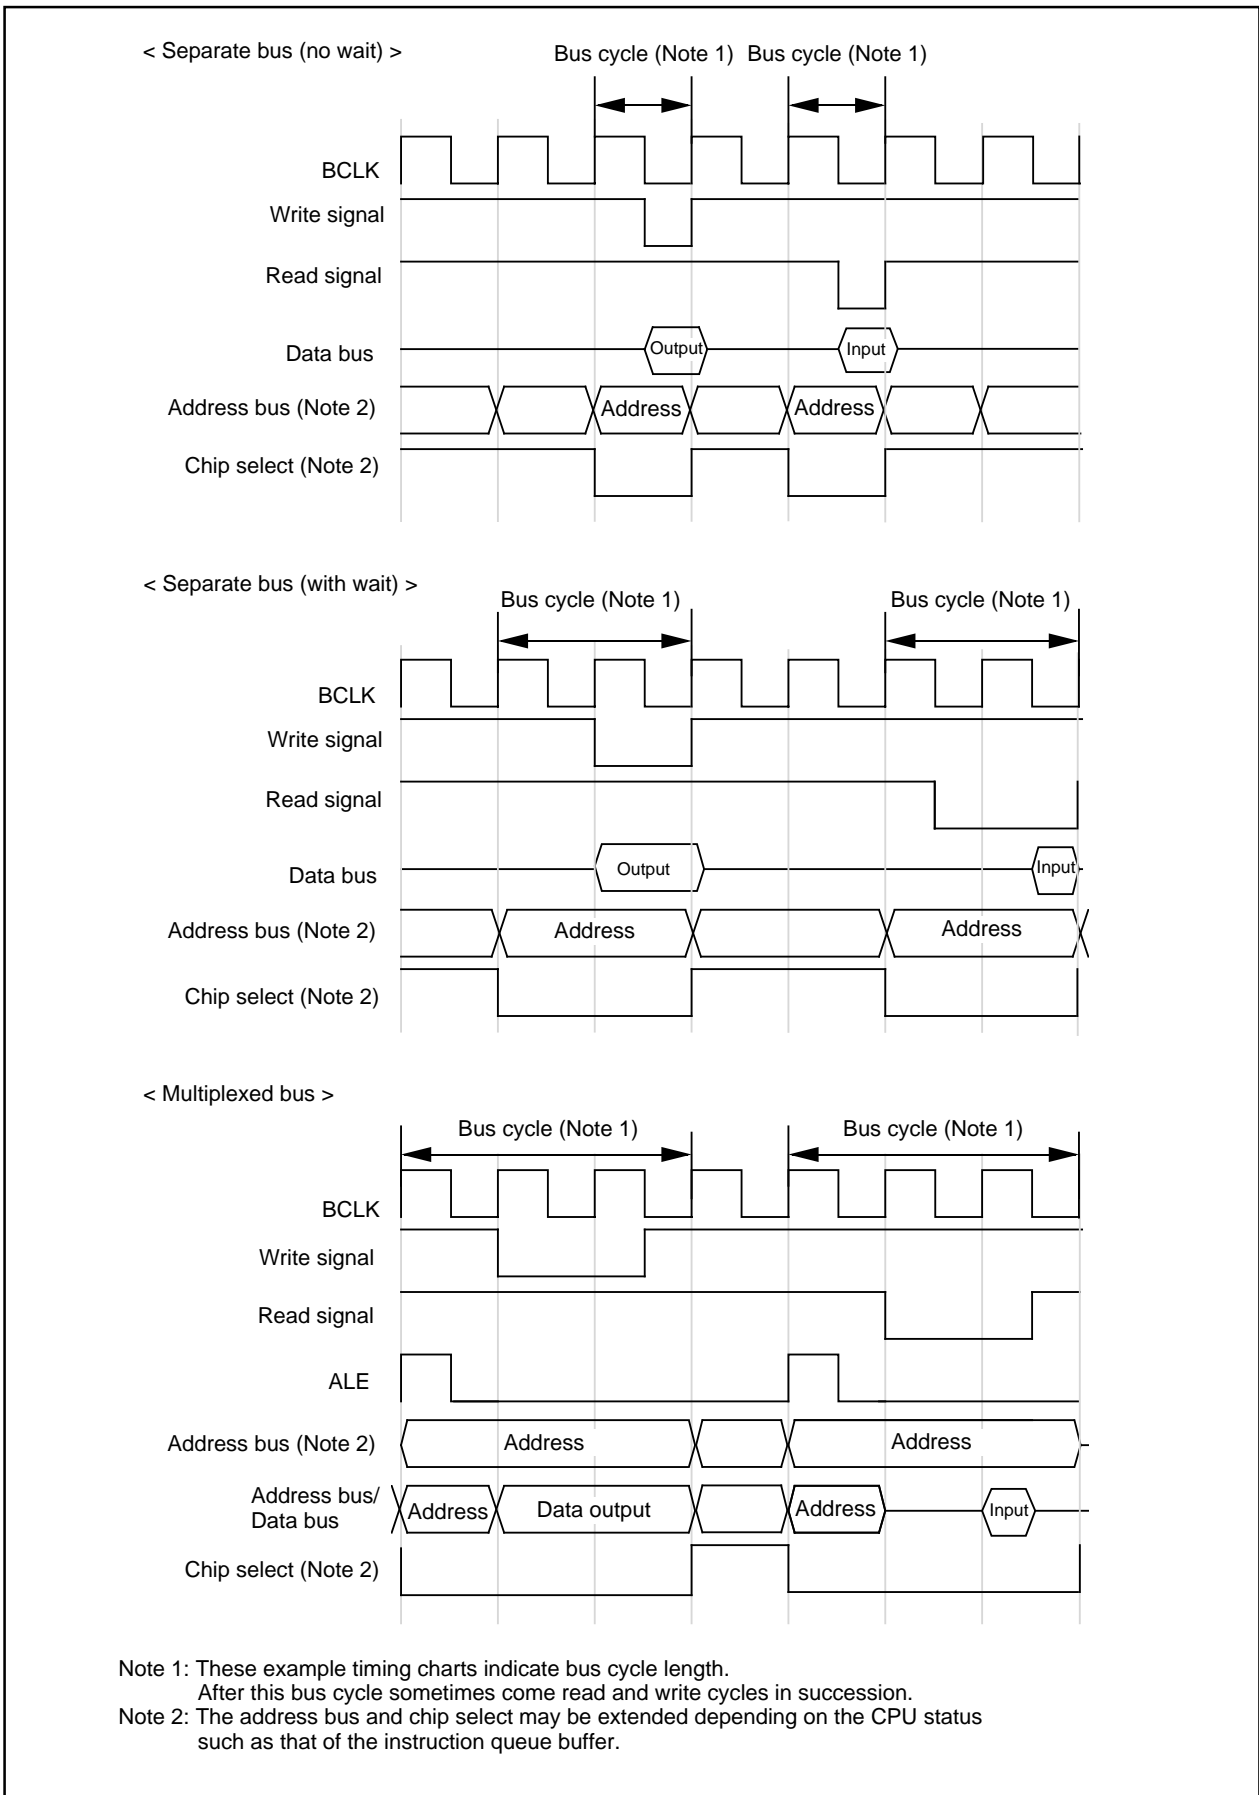 < Separate bus (no wait) >
Bus cycle (Note 1) Bus cycle (Note 1)
BCLK
Write signal
Read signal
Data bus
Output
Input
Address bus (Note 2)
Address
Address
Chip select (Note 2)
< Separate bus (with wait) >
Bus cycle (Note 1)
Bus cycle (Note 1)
BCLK
Write signal
Read signal
Data bus
Output
Input
Address bus (Note 2)
Address
Address
Chip select (Note 2)
< Multiplexed bus >
Bus cycle (Note 1)
Bus cycle (Note 1)
BCLK
Write signal
Read signal
ALE
Address bus (Note 2)
Address
Address
Address bus/
Data bus
Address
Data output
Address
Input
Chip select (Note 2)
Note 1: These example timing charts indicate bus cycle length.
After this bus cycle sometimes come read and write cycles in succession.
Note 2: The address bus and chip select may be extended depending on the CPU status
such as that of the instruction queue buffer.